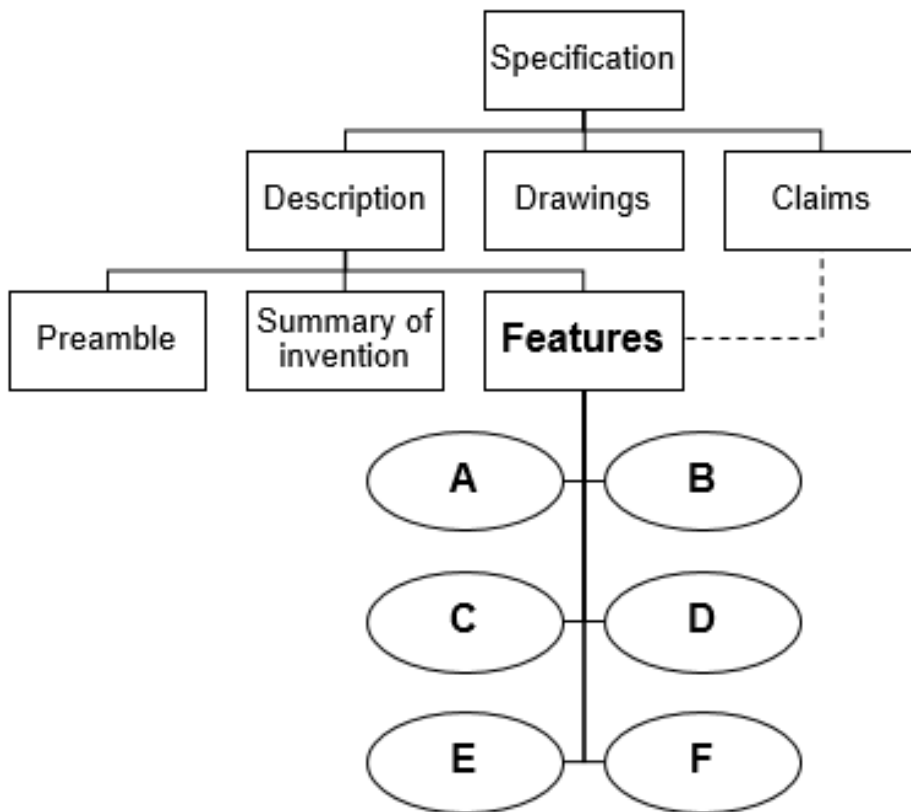 Specification
Description
Drawings
Claims
Preamble
Summary of
invention
Features
A
B
C
D
E
F